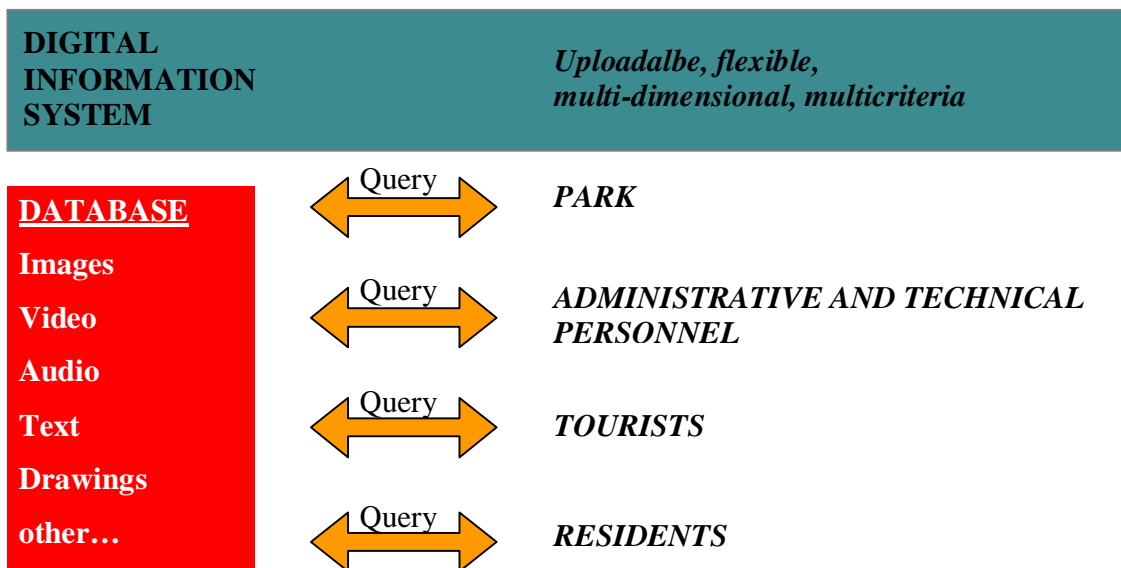 DIGITAL
INFORMATION
SYSTEM
Uploadalbe, flexible,
multi-dimensional, multicriteria
DATABASE
Images
Video
Audio
Text
Drawings
other…
Query
PARK
Query
ADMINISTRATIVE AND TECHNICAL
PERSONNEL
Query
TOURISTS
Query
RESIDENTS